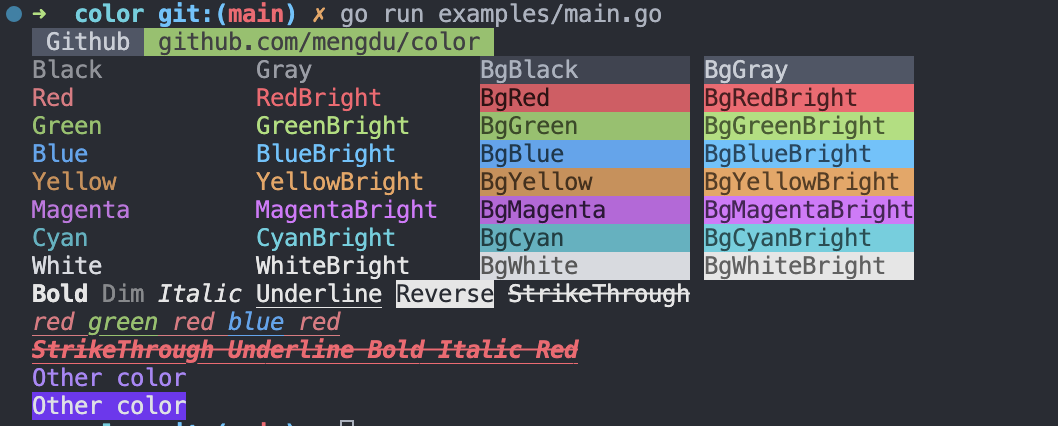 ➜ color git:(main) ✗ go run examples/main.go
Github github.com/mengdu/color
Black Gray BgBlack BgGray
Red RedBright BgRed BgRedBright
Green GreenBright BgGreen BgGreenBright
Blue BlueBright BgBlue BgBlueBright
Yellow YellowBright BgYellow BgYellowBright
Magenta MagentaBright BgMagenta BgMagentaBright
Cyan CyanBright BgCyan BgCyanBright
White WhiteBright BgWhite BgWhiteBright
Bold Dim Italic Underline Reverse StrikeThrough
red green red blue red
StrikeThrough Underline Bold Italic Red
Other color
Other color